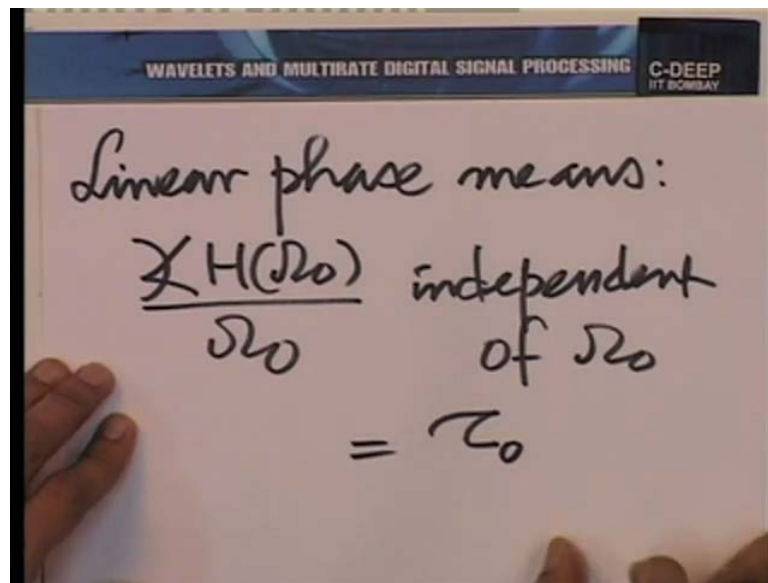 WAVELETS AND MULTIRATE DIGITAL SIGNAL PROCESSING
C-DEEP
IIT BOMBAY
Linear phase means:
∡H(Ω₀) independent
Ω₀ of Ω₀
= τ₀